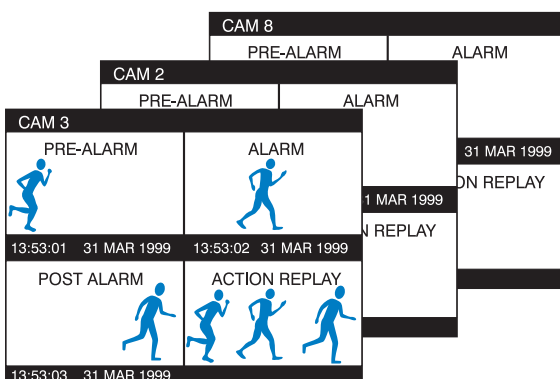 CAM 8
PRE-ALARM ALARM
31 MAR 1999
ON REPLAY
CAM 2
PRE-ALARM ALARM
1 MAR 1999
N REPLAY
CAM 3
PRE-ALARM ALARM
13:53:01 31 MAR 1999 13:53:02 31 MAR 1999
POST ALARM ACTION REPLAY
13:53:03 31 MAR 1999